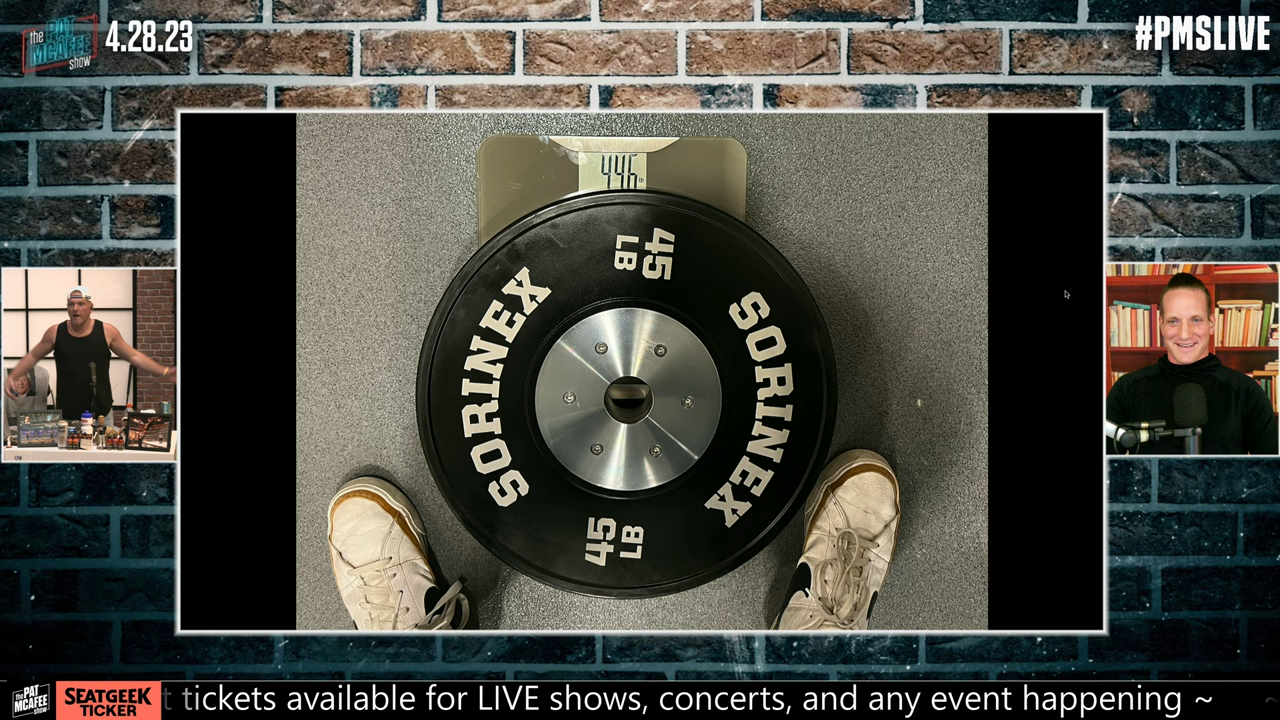 the PAT MCAFEE show
4.28.23
#PMSLIVE
446 lb
45 LB
SORINEX
SORINEX
45 LB
the PAT MCAFEE show
SEATGEEK TICKER
t tickets available for LIVE shows, concerts, and any event happening ~